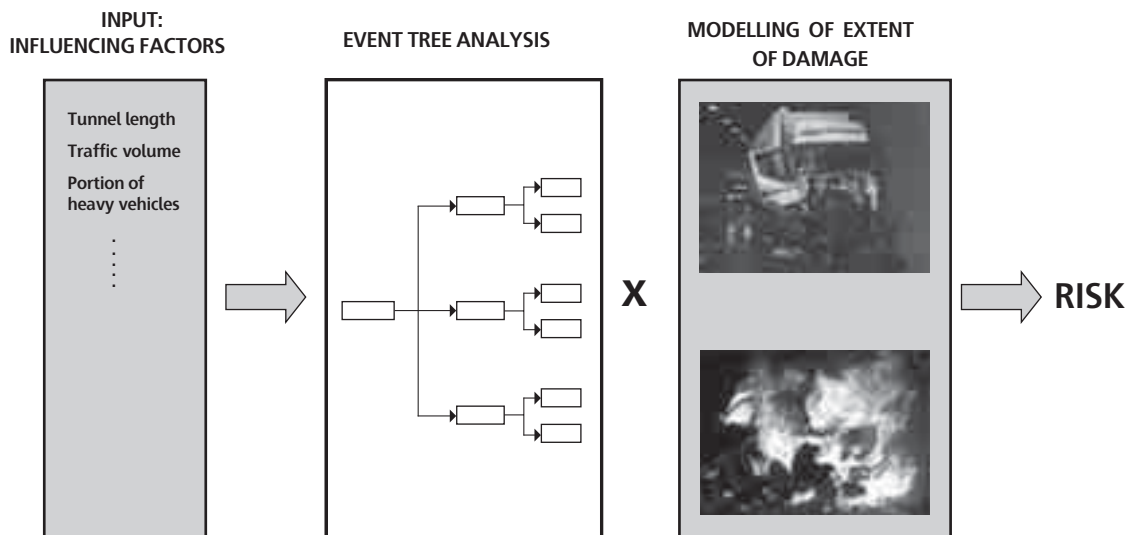 INPUT:
INFLUENCING FACTORS
EVENT TREE ANALYSIS
MODELLING OF EXTENT
OF DAMAGE
Tunnel length
Traffic volume
Portion of
heavy vehicles
X
RISK